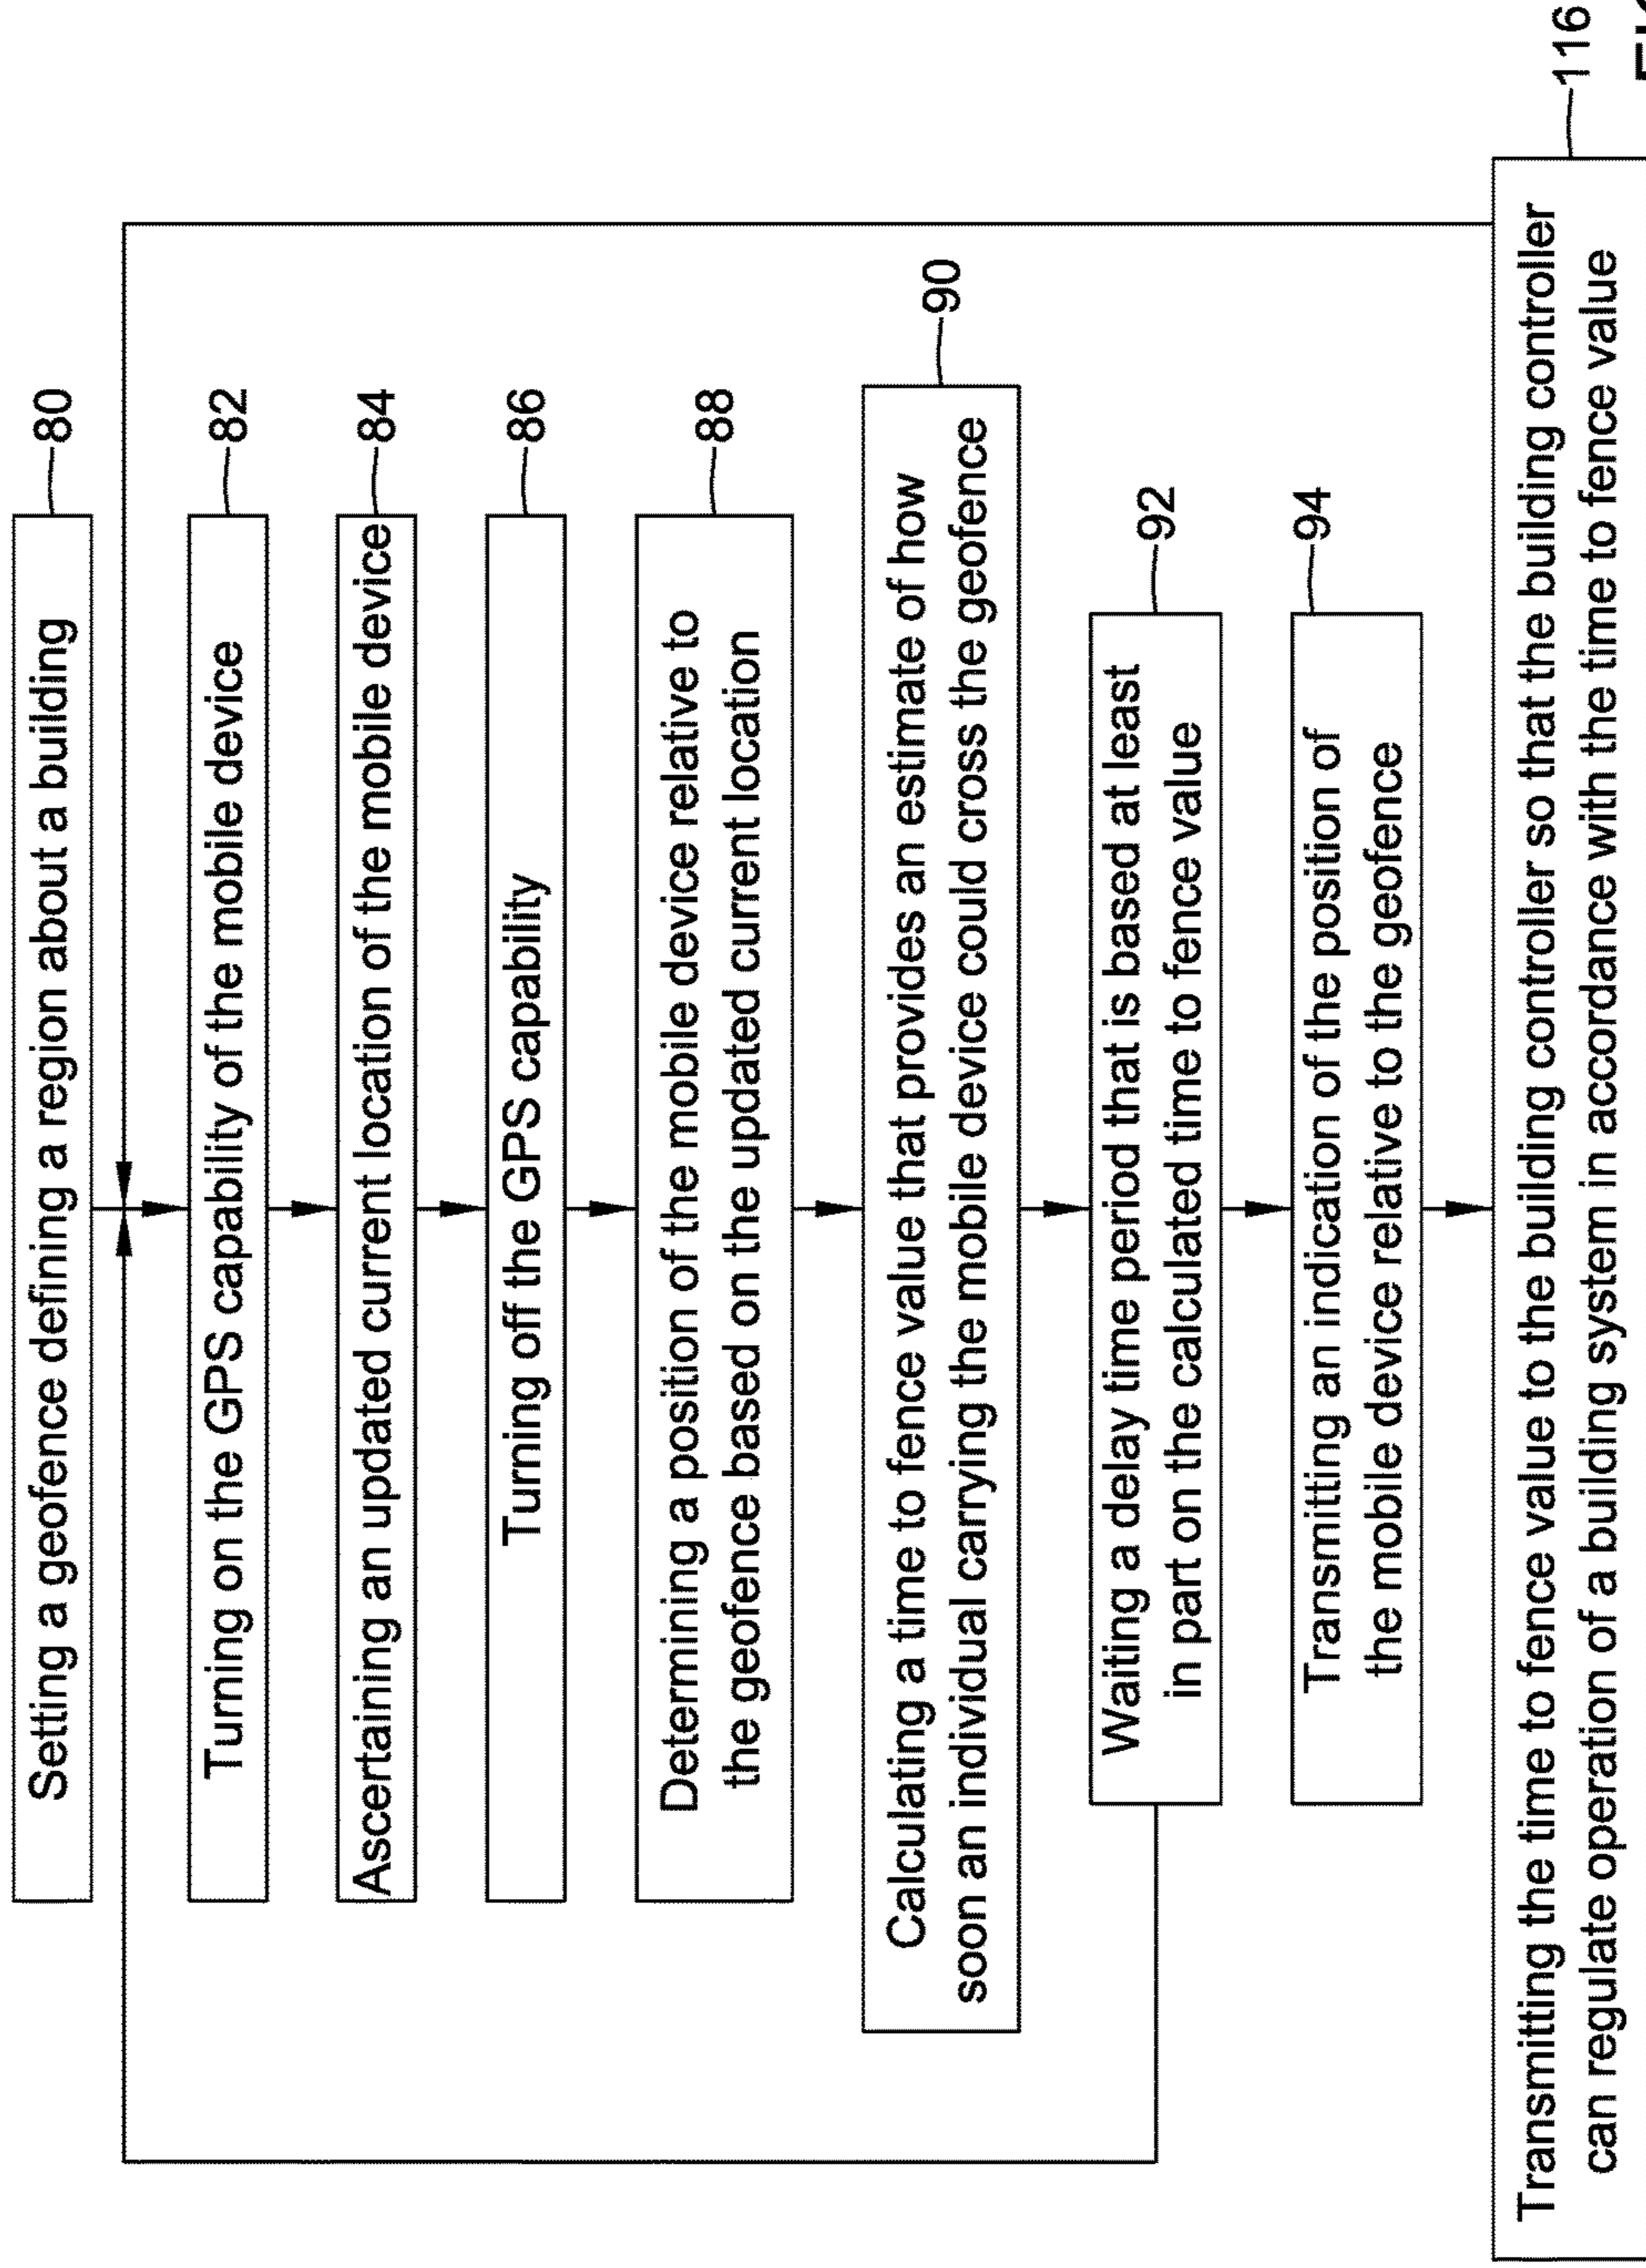 Setting a geofence defining a region about a building
80
Turning on the GPS capability of the mobile device
82
Ascertaining an updated current location of the mobile device
84
Turning off the GPS capability
86
Determining a position of the mobile device relative to
the geofence based on the updated current location
88
Calculating a time to fence value that provides an estimate of how
soon an individual carrying the mobile device could cross the geofence
90
Waiting a delay time period that is based at least
in part on the calculated time to fence value
92
Transmitting an indication of the position of
the mobile device relative to the geofence
94
Transmitting the time to fence value to the building controller so that the building controller
can regulate operation of a building system in accordance with the time to fence value
116